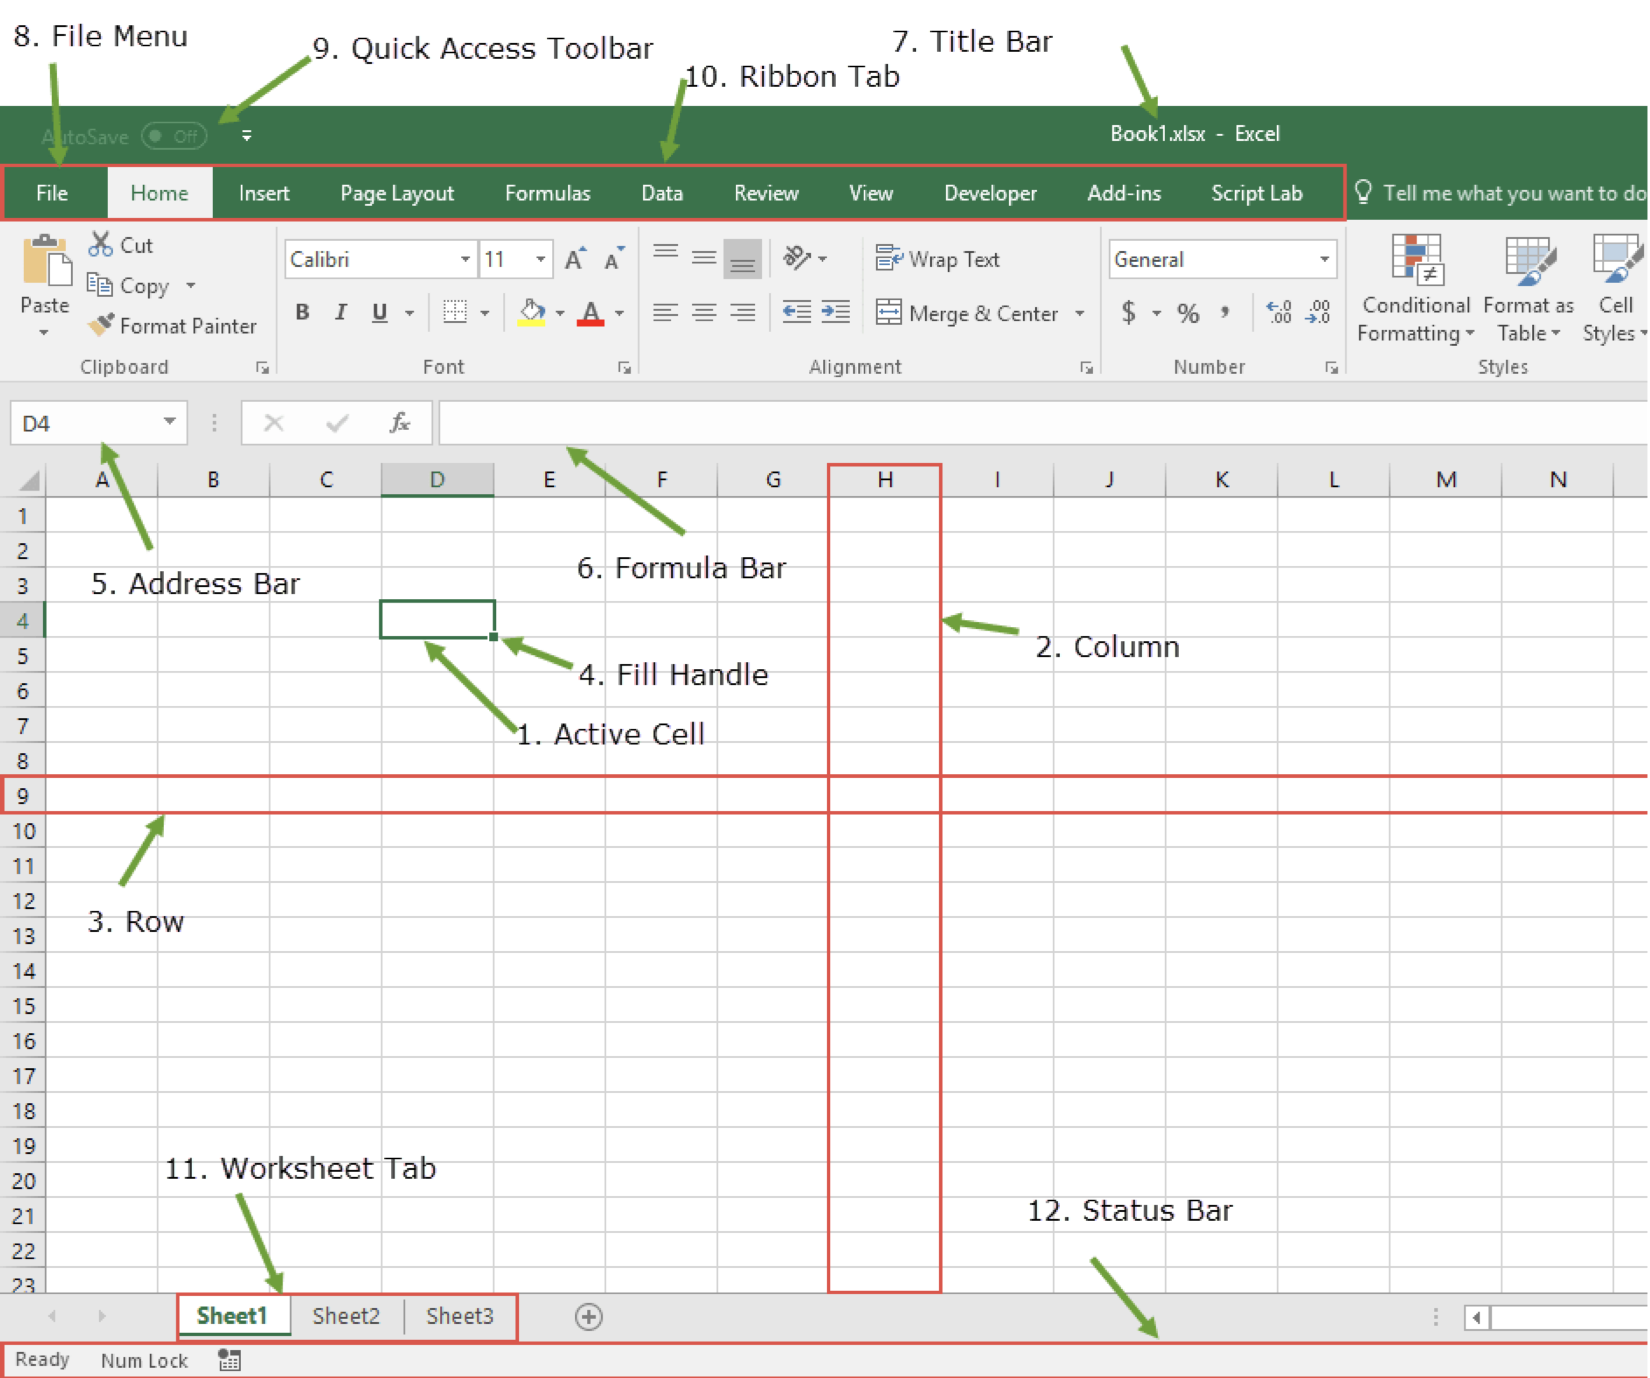 8. File Menu
9. Quick Access Toolbar
7. Title Bar
10. Ribbon Tab
AutoSave Off
Book1.xlsx - Excel
File Home Insert Page Layout Formulas Data Review View Developer Add-ins Script Lab Tell me what you want to do
Cut
Calibri 11 A A ab Wrap Text General
Paste Copy Conditional Formatting Format as Table Cell Styles
Format Painter B I U A Merge & Center $ % , .0 .00 .00 .0
Clipboard Font Alignment Number Styles
D4 fx
A B C D E F G H I J K L M N
1
2
6. Formula Bar
3
5. Address Bar
4
2. Column
5
4. Fill Handle
6
7
1. Active Cell
8
9
10
11
12
3. Row
13
14
15
16
17
18
19
11. Worksheet Tab
20
21
12. Status Bar
22
23
Sheet1 Sheet2 Sheet3
Ready Num Lock